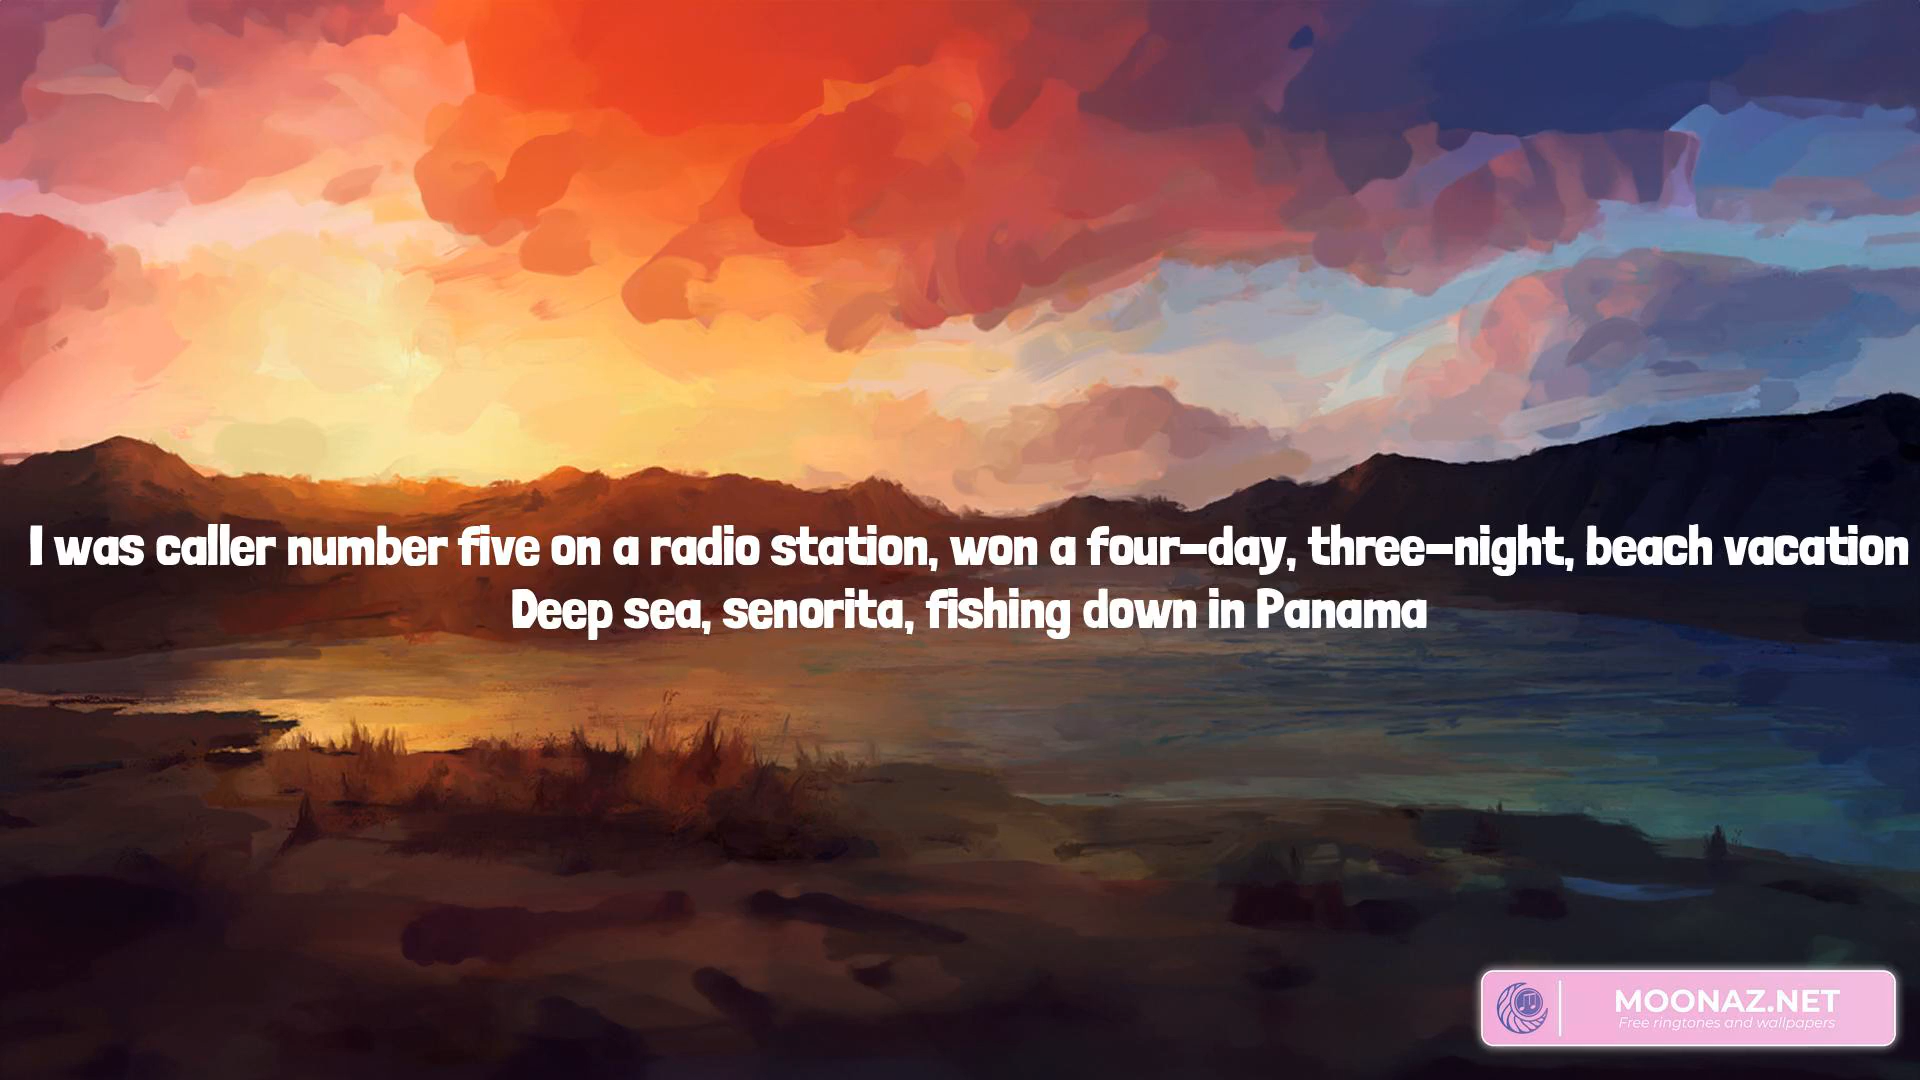 I was caller number five on a radio station, won a four-day, three-night, beach vacation
Deep sea, senorita, fishing down in Panama
MOONAZ.NET
Free ringtones and wallpapers